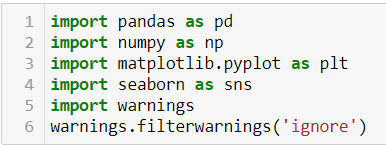 1 import pandas as pd
2 import numpy as np
3 import matplotlib.pyplot as plt
4 import seaborn as sns
5 import warnings
6 warnings.filterwarnings('ignore')